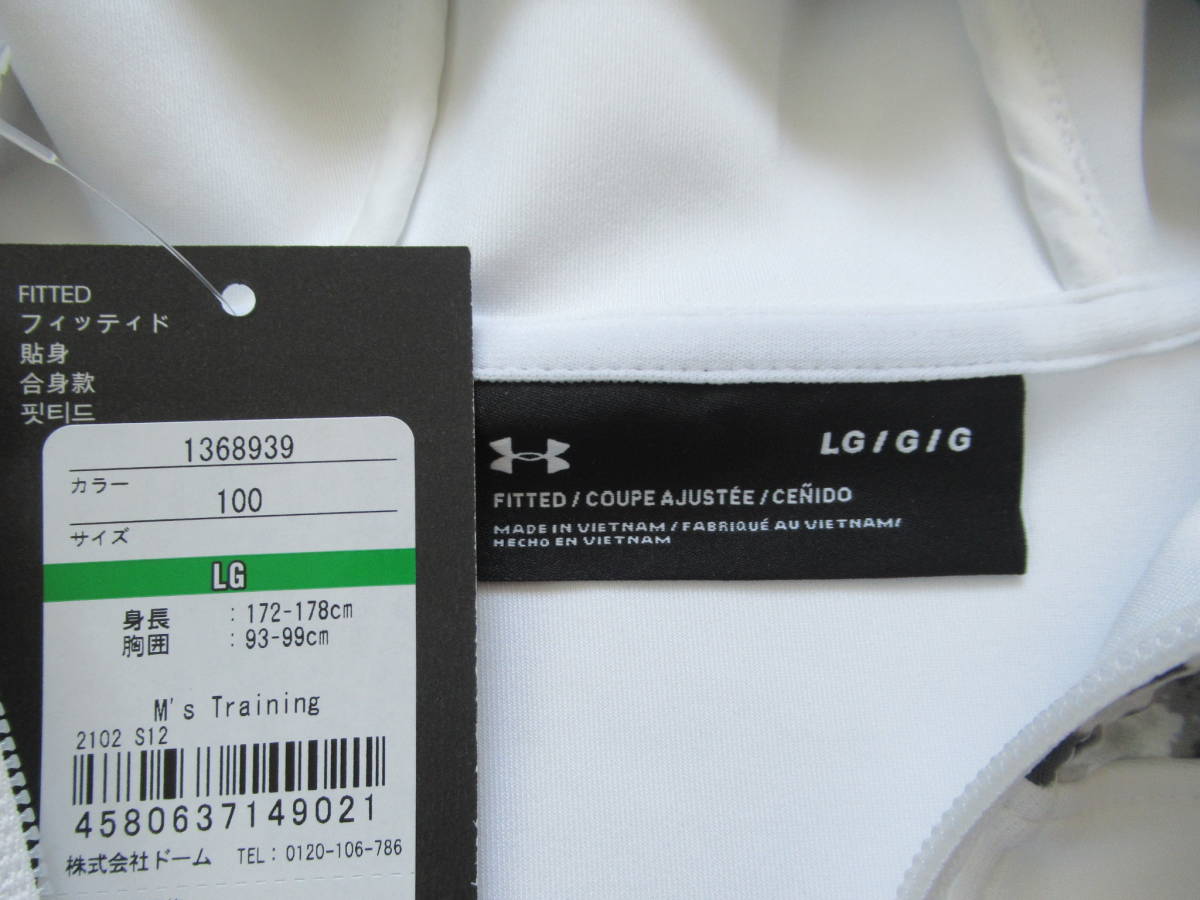 FITTED
フィッティド
貼身
合身款
핏티드
1368939
カラー
100
サイズ
LG
身長 : 172-178cm
胸囲 : 93-99cm
M's Training
2102 S12
4580637149021
株式会社ドーム TEL: 0120-106-786
LG / G / G
FITTED / COUPE AJUSTÉE / CEÑIDO
MADE IN VIETNAM / FABRIQUÉ AU VIETNAM/
HECHO EN VIETNAM